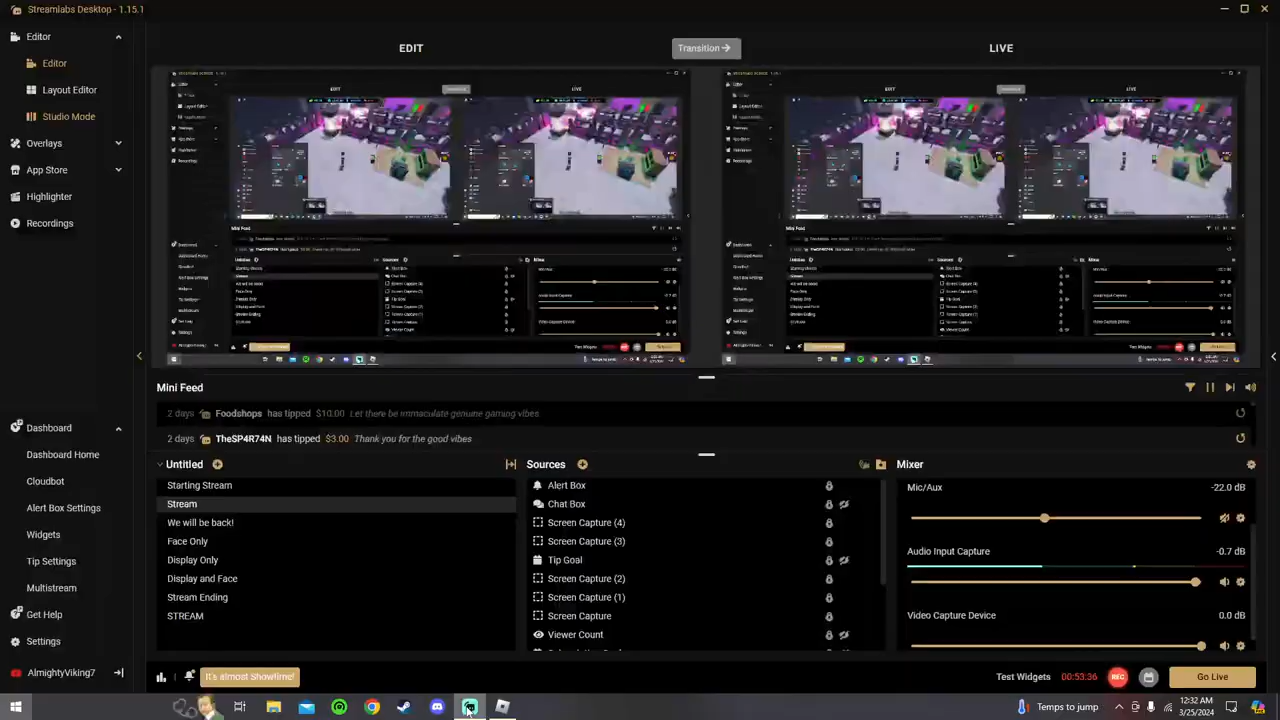 Streamlabs Desktop - 1.15.1
Editor
Editor
Layout Editor
Studio Mode
verlays
pp Store
Highlighter
Recordings
Dashboard
Dashboard Home
Cloudbot
Alert Box Settings
Widgets
Tip Settings
Multistream
Get Help
Settings
AlmightyViking7
EDIT
Transition
LIVE
Mini Feed
2 days Foodshops has tipped $10.00 Let there be immaculate genuine gaming vibes
2 days TheSP4R74N has tipped $3.00 Thank you for the good vibes
Untitled
Starting Stream
Stream
We will be back!
Face Only
Display Only
Display and Face
Stream Ending
STREAM
Sources
Alert Box
Chat Box
Screen Capture (4)
Screen Capture (3)
Tip Goal
Screen Capture (2)
Screen Capture (1)
Screen Capture
Viewer Count
Mixer
Mic/Aux -22.0 dB
Audio Input Capture -0.7 dB
Video Capture Device 0.0 dB
It's almost Showtime!
Test Widgets 00:53:36 REC Go Live
Temps to jump
12:32 AM
3/25/2024